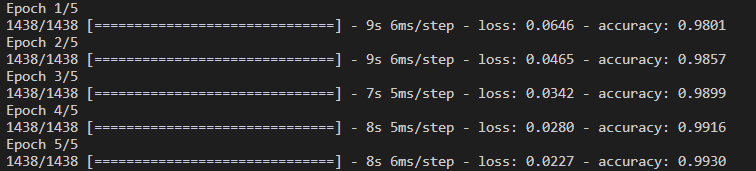 Epoch 1/5
1438/1438 [==============================] - 9s 6ms/step - loss: 0.0646 - accuracy: 0.9801
Epoch 2/5
1438/1438 [==============================] - 9s 6ms/step - loss: 0.0465 - accuracy: 0.9857
Epoch 3/5
1438/1438 [==============================] - 7s 5ms/step - loss: 0.0342 - accuracy: 0.9899
Epoch 4/5
1438/1438 [==============================] - 8s 5ms/step - loss: 0.0280 - accuracy: 0.9916
Epoch 5/5
1438/1438 [==============================] - 8s 6ms/step - loss: 0.0227 - accuracy: 0.9930